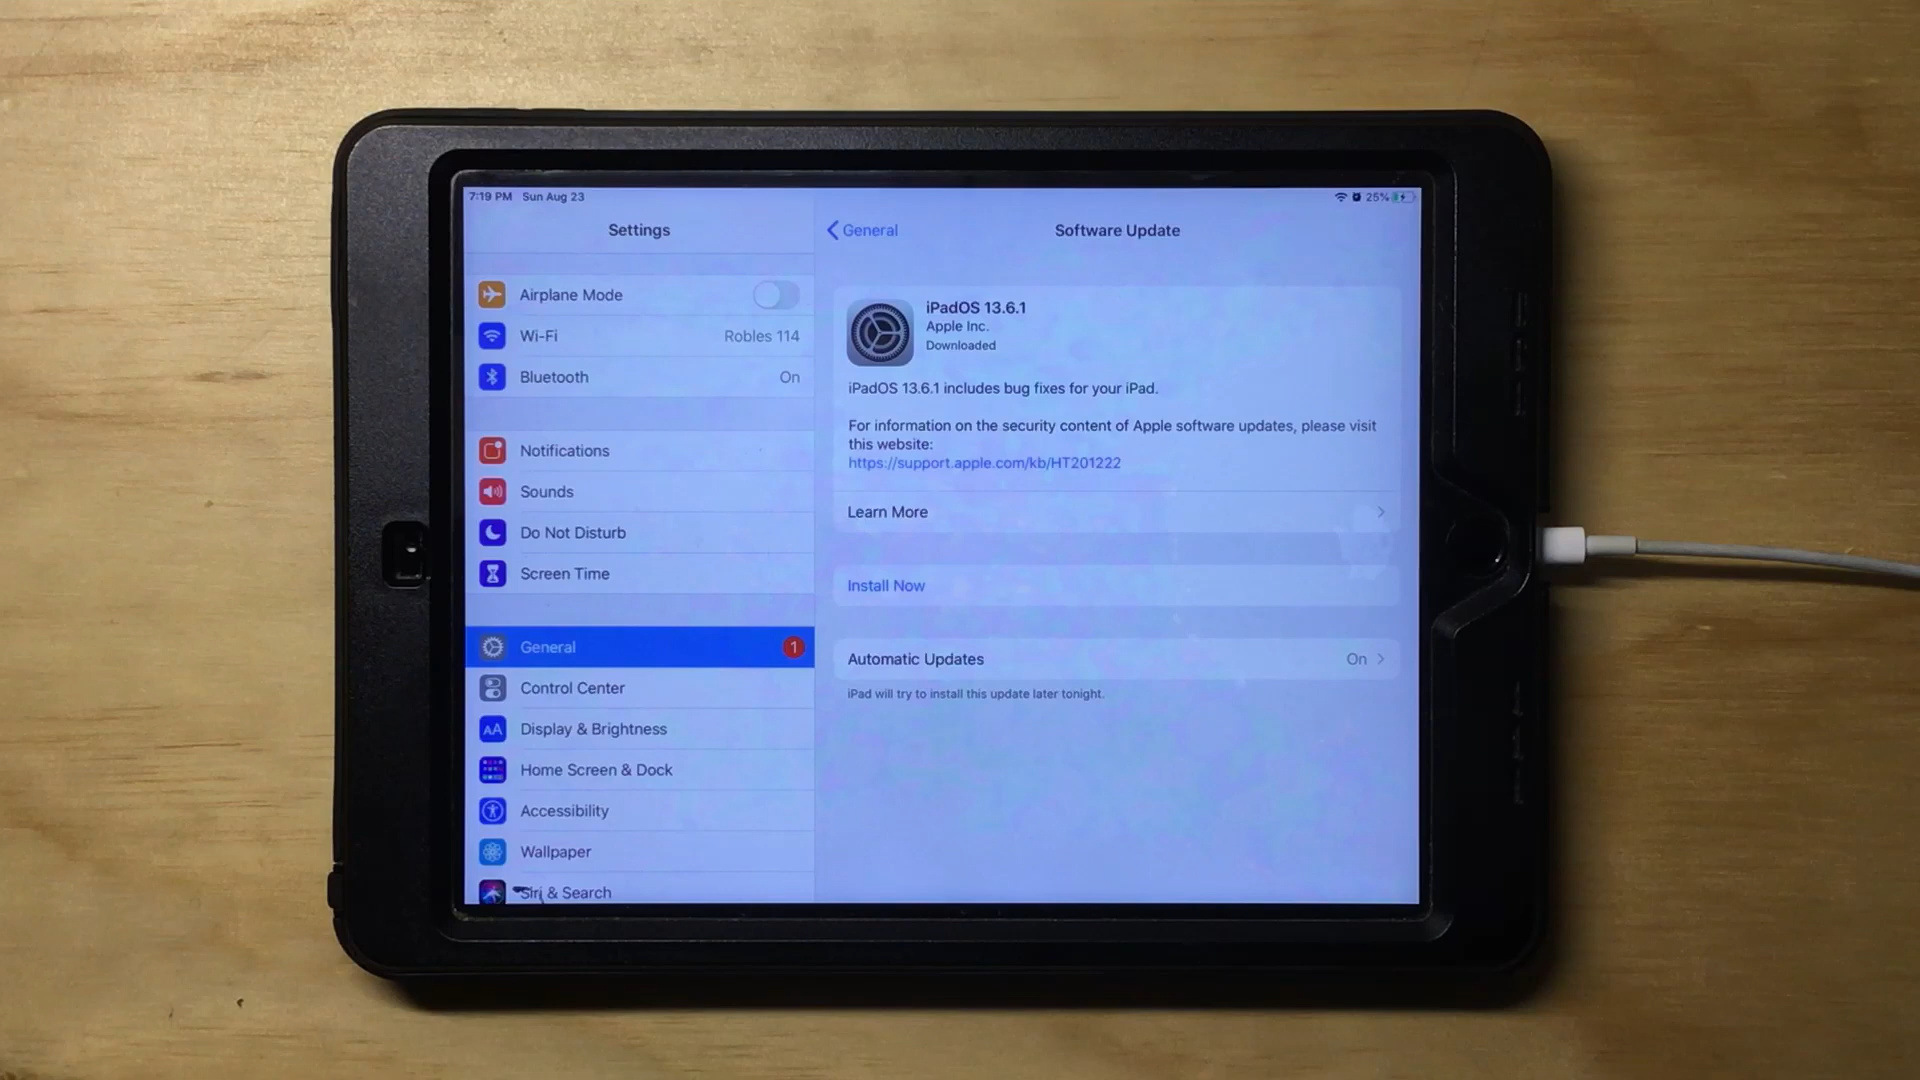 7:19 PM Sun Aug 23
25%
Settings
Airplane Mode
Wi-Fi Robles 114
Bluetooth On
Notifications
Sounds
Do Not Disturb
Screen Time
General 1
Control Center
AA Display & Brightness
Home Screen & Dock
Accessibility
Wallpaper
Siri & Search
General Software Update
iPadOS 13.6.1
Apple Inc.
Downloaded
iPadOS 13.6.1 includes bug fixes for your iPad.
For information on the security content of Apple software updates, please visit
this website:
https://support.apple.com/kb/HT201222
Learn More
Install Now
Automatic Updates On
iPad will try to install this update later tonight.